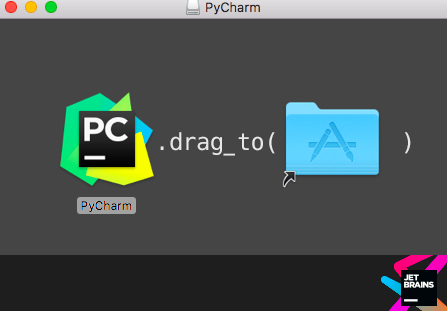 PyCharm
PC
.drag_to( )
PyCharm
JET
BRAINS